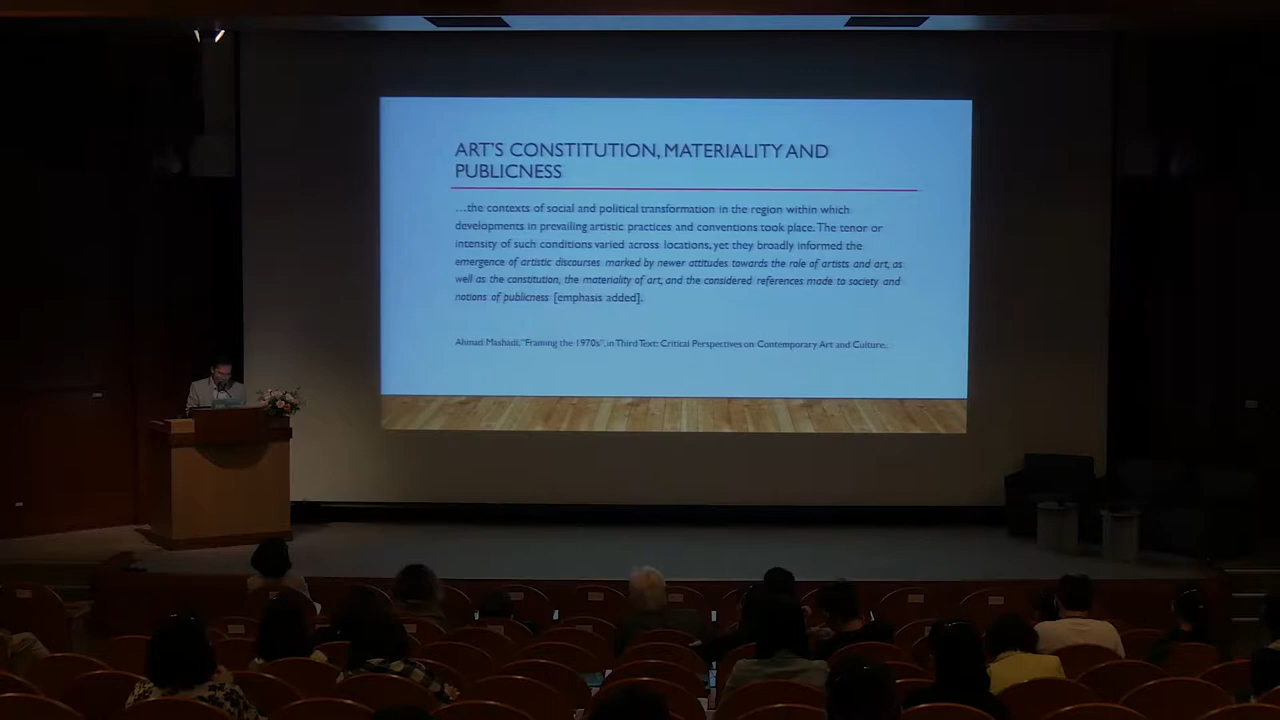 ART'S CONSTITUTION, MATERIALITY AND
PUBLICNESS
...the contexts of social and political transformation in the region within which
developments in prevailing artistic practices and conventions took place. The tenor or
intensity of such conditions varied across locations, yet they broadly informed the
emergence of artistic discourses marked by newer attitudes towards the role of artists and art, as
well as the constitution, the materiality of art, and the considered references made to society and
notions of publicness [emphasis added].
Ahmad Mashadi, "Framing the 1970s", in Third Text: Critical Perspectives on Contemporary Art and Culture,